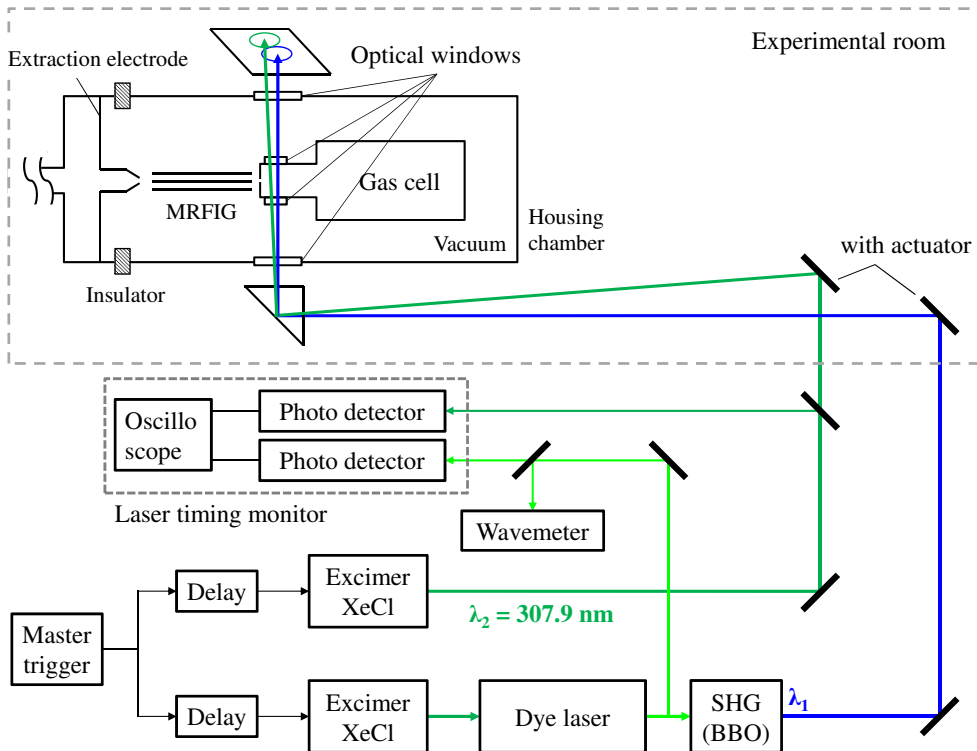 Experimental room
Extraction electrode
Optical windows
Gas cell
MRFIG
Vacuum
Housing
chamber
Insulator
with actuator
Oscillo
scope
Photo detector
Photo detector
Laser timing monitor
Wavemeter
Master
trigger
Delay
Excimer
XeCl
λ2 = 307.9 nm
Delay
Excimer
XeCl
Dye laser
SHG
(BBO)
λ1